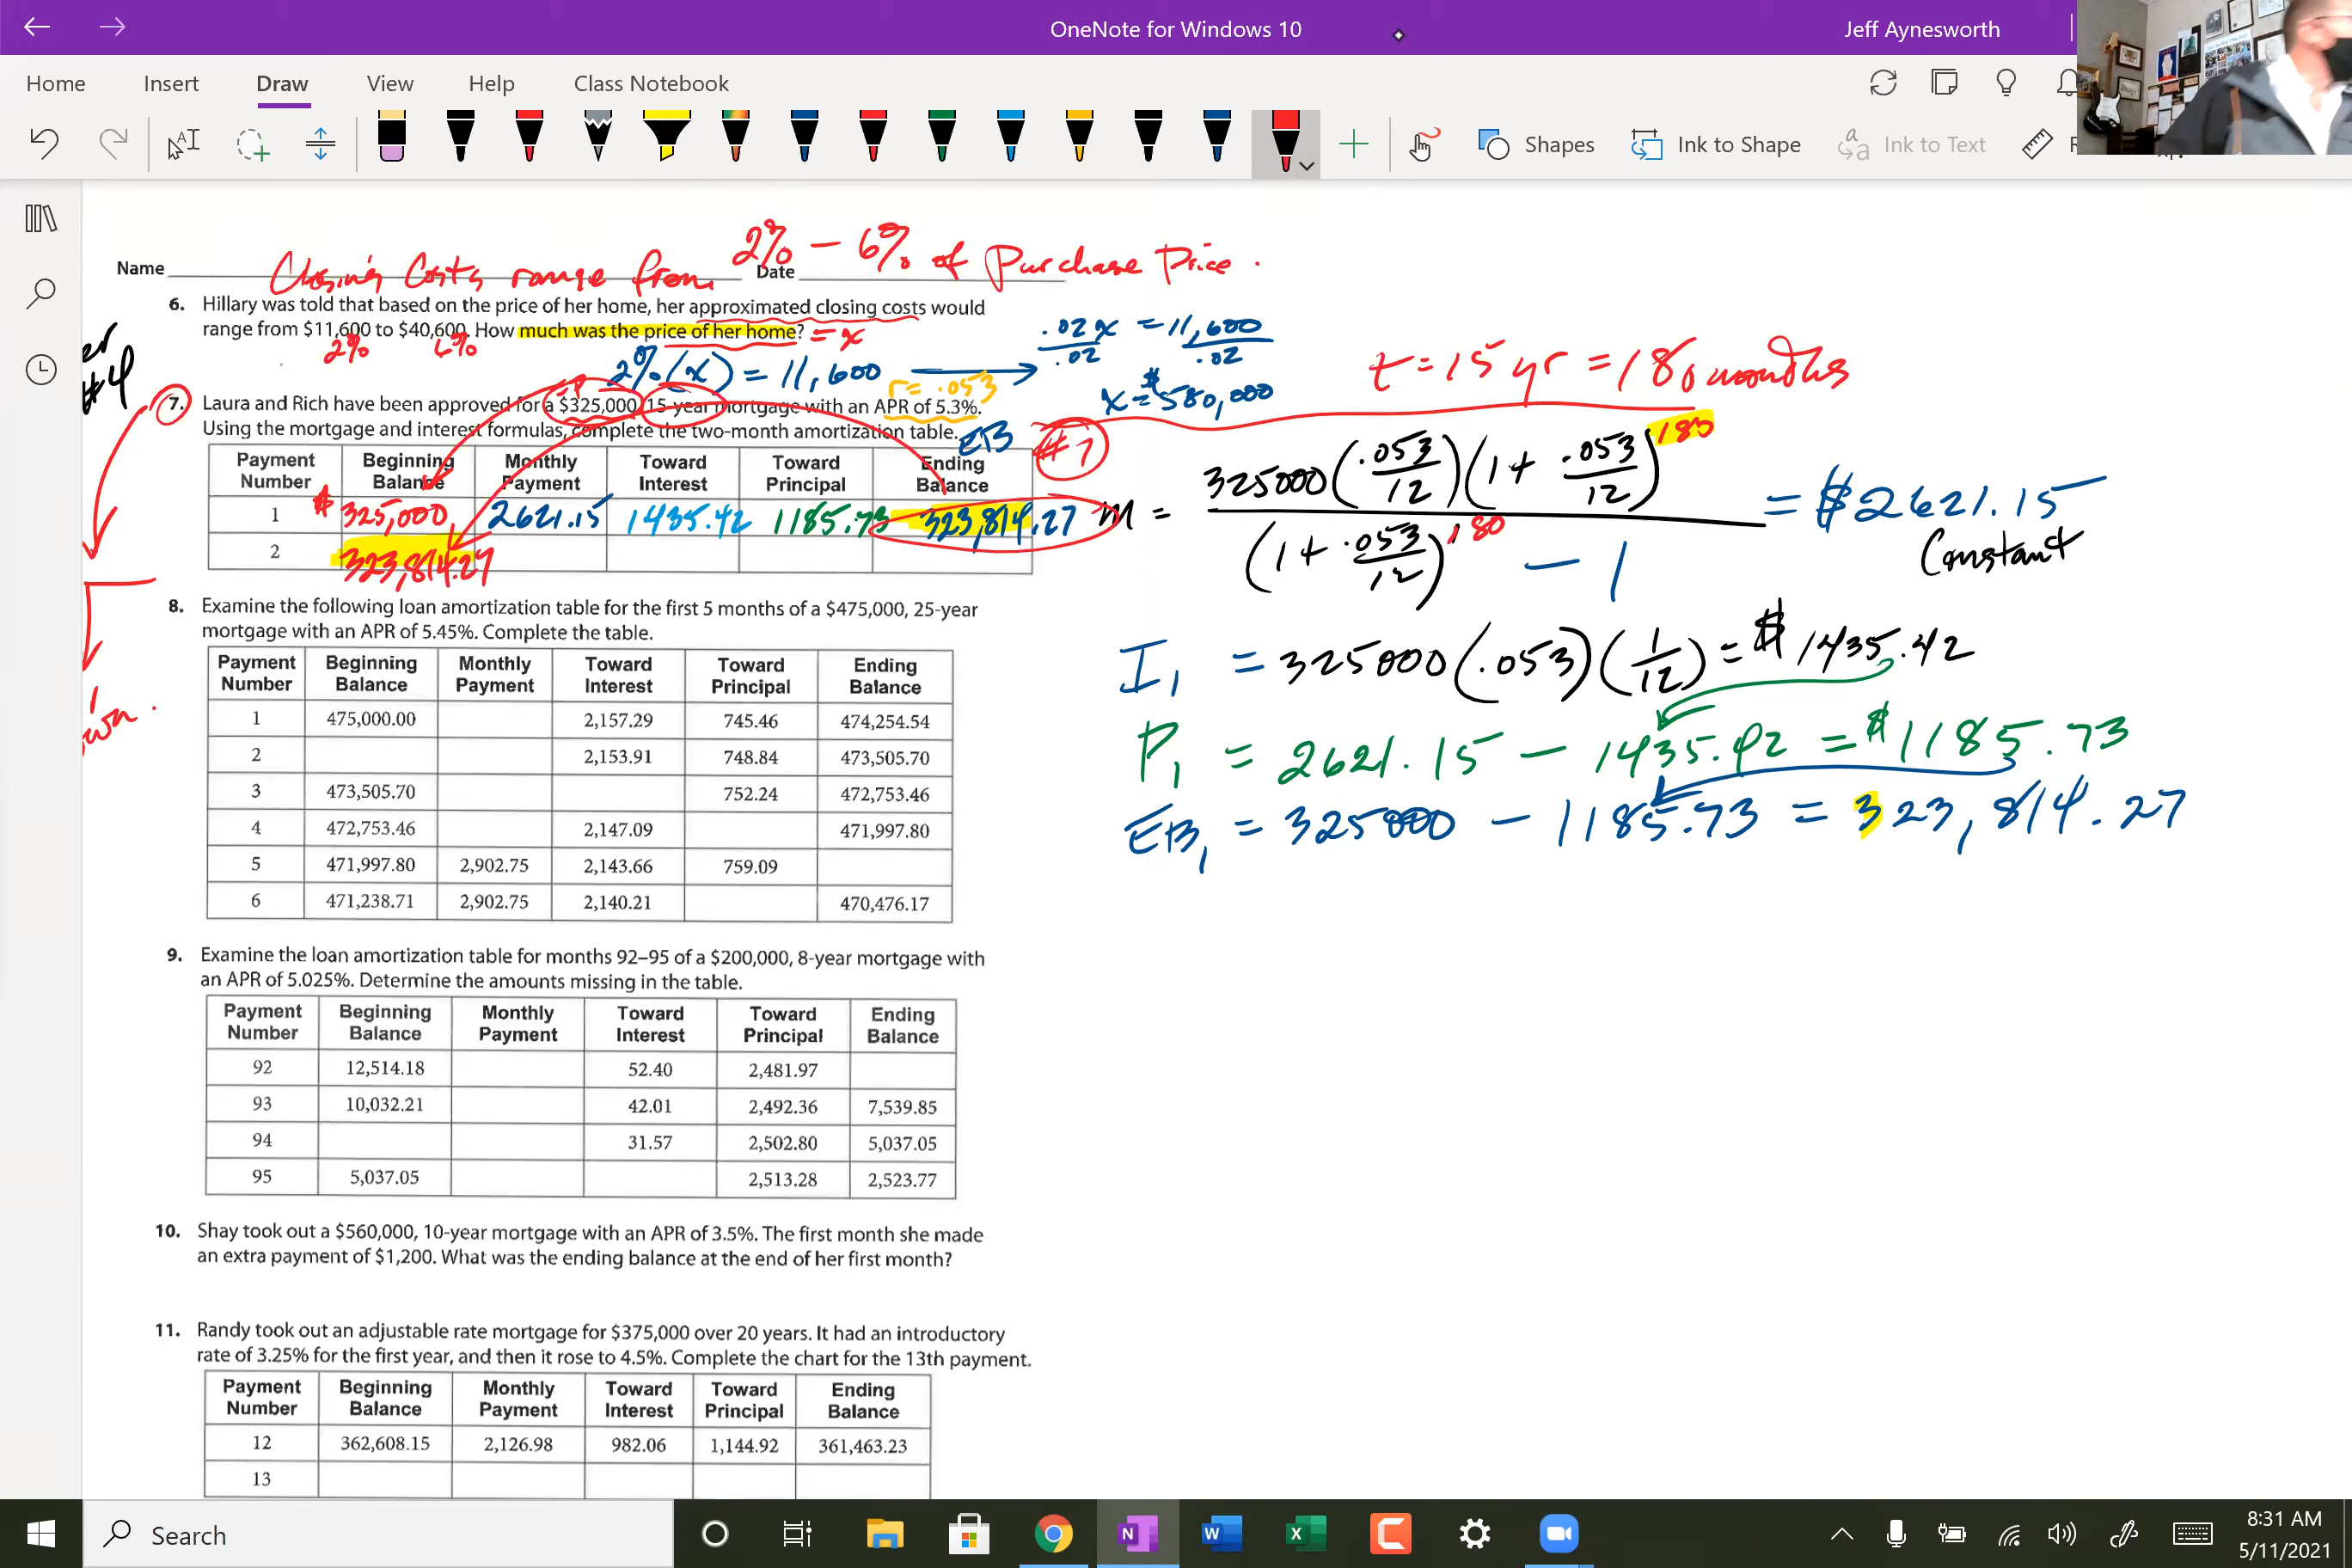 OneNote for Windows 10
Jeff Aynesworth
Home Insert Draw View Help Class Notebook
Shapes Ink to Shape Ink to Text
Closing Costs range from 2% - 6% of Purchase Price.
Name Date
6. Hillary was told that based on the price of her home, her approximated closing costs would
range from $11,600 to $40,600. How much was the price of her home? = x
2% 6%
2%(x) = 11,600
.02x = 11,600
.02 .02
x = $580,000
#4
t = 15 yr = 180 months
r = .053
7. Laura and Rich have been approved for a $325,000, 15-year mortgage with an APR of 5.3%.
Using the mortgage and interest formulas, complete the two-month amortization table.
EB
#7
Payment Number Beginning Balance Monthly Payment Toward Interest Toward Principal Ending Balance
1 $325,000 2621.15 1435.42 1185.73 323,814.27
2 323,814.27
M = 325000(.053/12)(1 + .053/12)^180 / (1 + .053/12)^180 - 1 = $2621.15
Constant
I1 = 325000(.053)(1/12) = $1435.42
P1 = 2621.15 - 1435.42 = $1185.73
EB1 = 325000 - 1185.73 = 323,814.27
8. Examine the following loan amortization table for the first 5 months of a $475,000, 25-year
mortgage with an APR of 5.45%. Complete the table.
Payment Number Beginning Balance Monthly Payment Toward Interest Toward Principal Ending Balance
1 475,000.00 2,157.29 745.46 474,254.54
2 2,153.91 748.84 473,505.70
3 473,505.70 752.24 472,753.46
4 472,753.46 2,147.09 471,997.80
5 471,997.80 2,902.75 2,143.66 759.09
6 471,238.71 2,902.75 2,140.21 470,476.17
9. Examine the loan amortization table for months 92–95 of a $200,000, 8-year mortgage with
an APR of 5.025%. Determine the amounts missing in the table.
Payment Number Beginning Balance Monthly Payment Toward Interest Toward Principal Ending Balance
92 12,514.18 52.40 2,481.97
93 10,032.21 42.01 2,492.36 7,539.85
94 31.57 2,502.80 5,037.05
95 5,037.05 2,513.28 2,523.77
10. Shay took out a $560,000, 10-year mortgage with an APR of 3.5%. The first month she made
an extra payment of $1,200. What was the ending balance at the end of her first month?
11. Randy took out an adjustable rate mortgage for $375,000 over 20 years. It had an introductory
rate of 3.25% for the first year, and then it rose to 4.5%. Complete the chart for the 13th payment.
Payment Number Beginning Balance Monthly Payment Toward Interest Toward Principal Ending Balance
12 362,608.15 2,126.98 982.06 1,144.92 361,463.23
13
Search
8:31 AM
5/11/2021